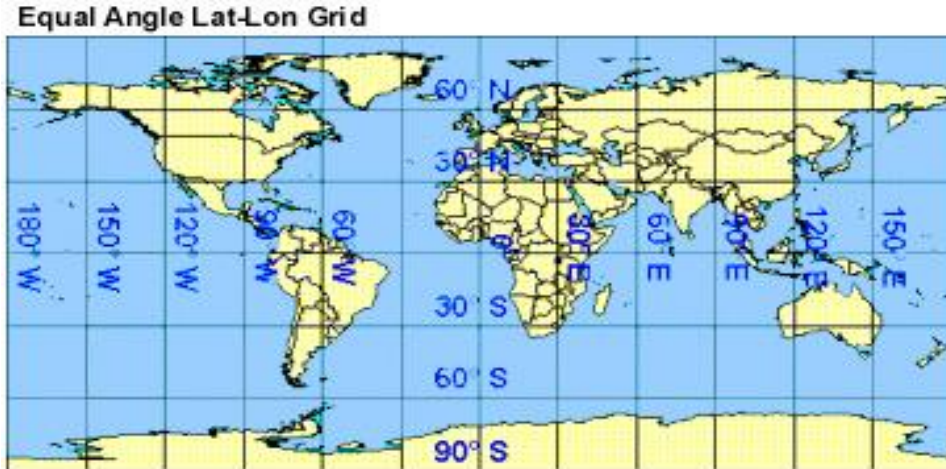 Equal Angle Lat-Lon Grid
60° N
30° N
180° W
150° W
120° W
90° W
60° W
0°
30° E
60° E
90° E
120° E
150° E
30° S
60° S
90° S